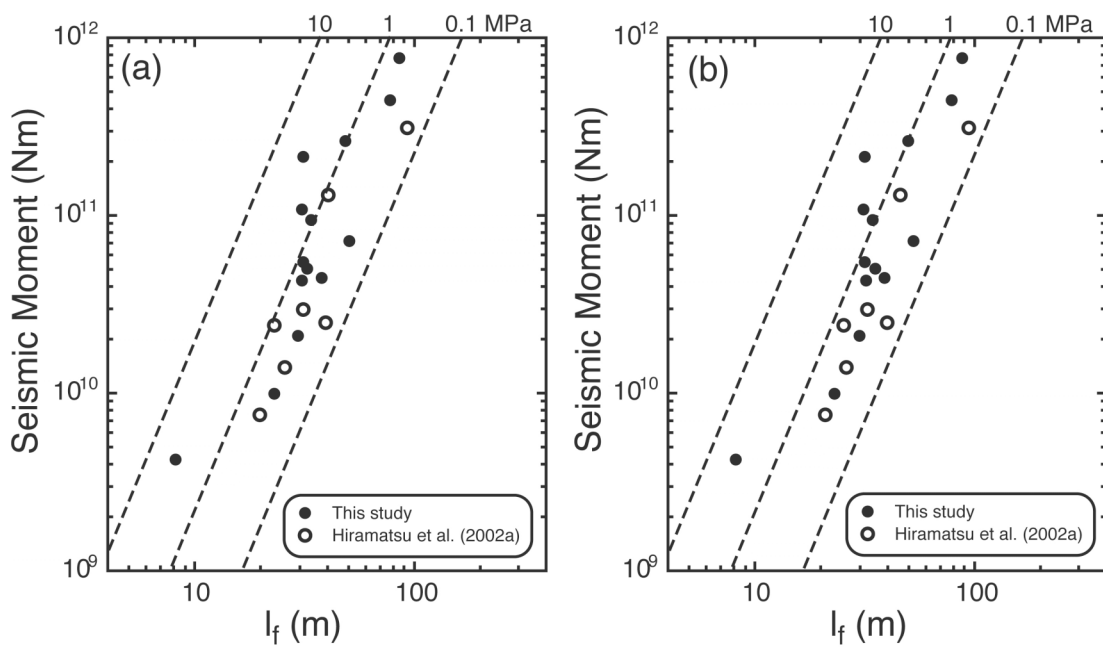 10 1 0.1 MPa
(a)
10¹²
10¹¹
10¹⁰
10⁹
Seismic Moment (Nm)
This study
Hiramatsu et al. (2002a)
10 100
l_f (m)
10 1 0.1 MPa
(b)
10¹²
10¹¹
10¹⁰
10⁹
Seismic Moment (Nm)
This study
Hiramatsu et al. (2002a)
10 100
l_f (m)